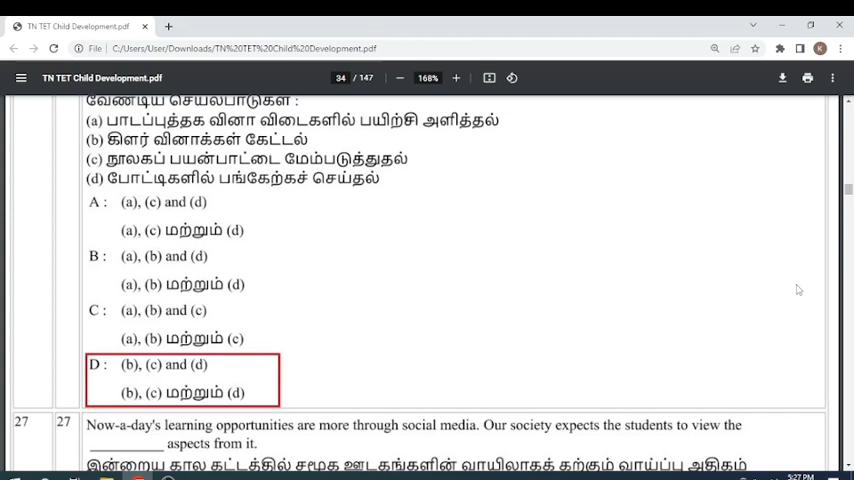 TN TET Child Development.pdf
File
C:/Users/User/Downloads/TN%20TET%20Child%20Development.pdf
K
TN TET Child Development.pdf
34 / 147
168%
வேண்டிய செயல்பாடுகள் :
(a) பாடப்புத்தக வினா விடைகளில் பயிற்சி அளித்தல்
(b) கிளர் வினாக்கள் கேட்டல்
(c) நூலகப் பயன்பாட்டை மேம்படுத்துதல்
(d) போட்டிகளில் பங்கேற்கச் செய்தல்
A : (a), (c) and (d)
(a), (c) மற்றும் (d)
B : (a), (b) and (d)
(a), (b) மற்றும் (d)
C : (a), (b) and (c)
(a), (b) மற்றும் (c)
D : (b), (c) and (d)
(b), (c) மற்றும் (d)
27 27 Now-a-day's learning opportunities are more through social media. Our society expects the students to view the
__________ aspects from it.
இன்றைய கால கட்டத்தில் சமூக ஊடகங்களின் வாயிலாகக் கற்கும் வாய்ப்பு அதிகம்
5:27 PM